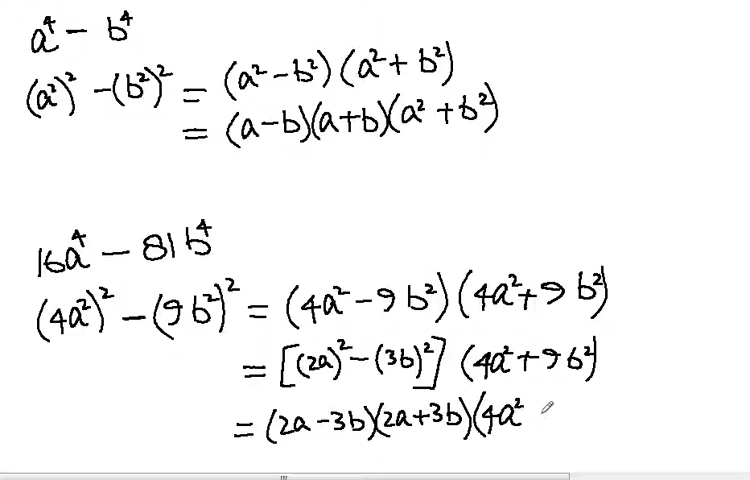 a⁴ − b⁴
(a²)² − (b²)² = (a² − b²)(a² + b²)
= (a − b)(a + b)(a² + b²)
16a⁴ − 81b⁴
(4a²)² − (9b²)² = (4a² − 9b²)(4a² + 9b²)
= [(2a)² − (3b)²](4a² + 9b²)
= (2a − 3b)(2a + 3b)(4a²